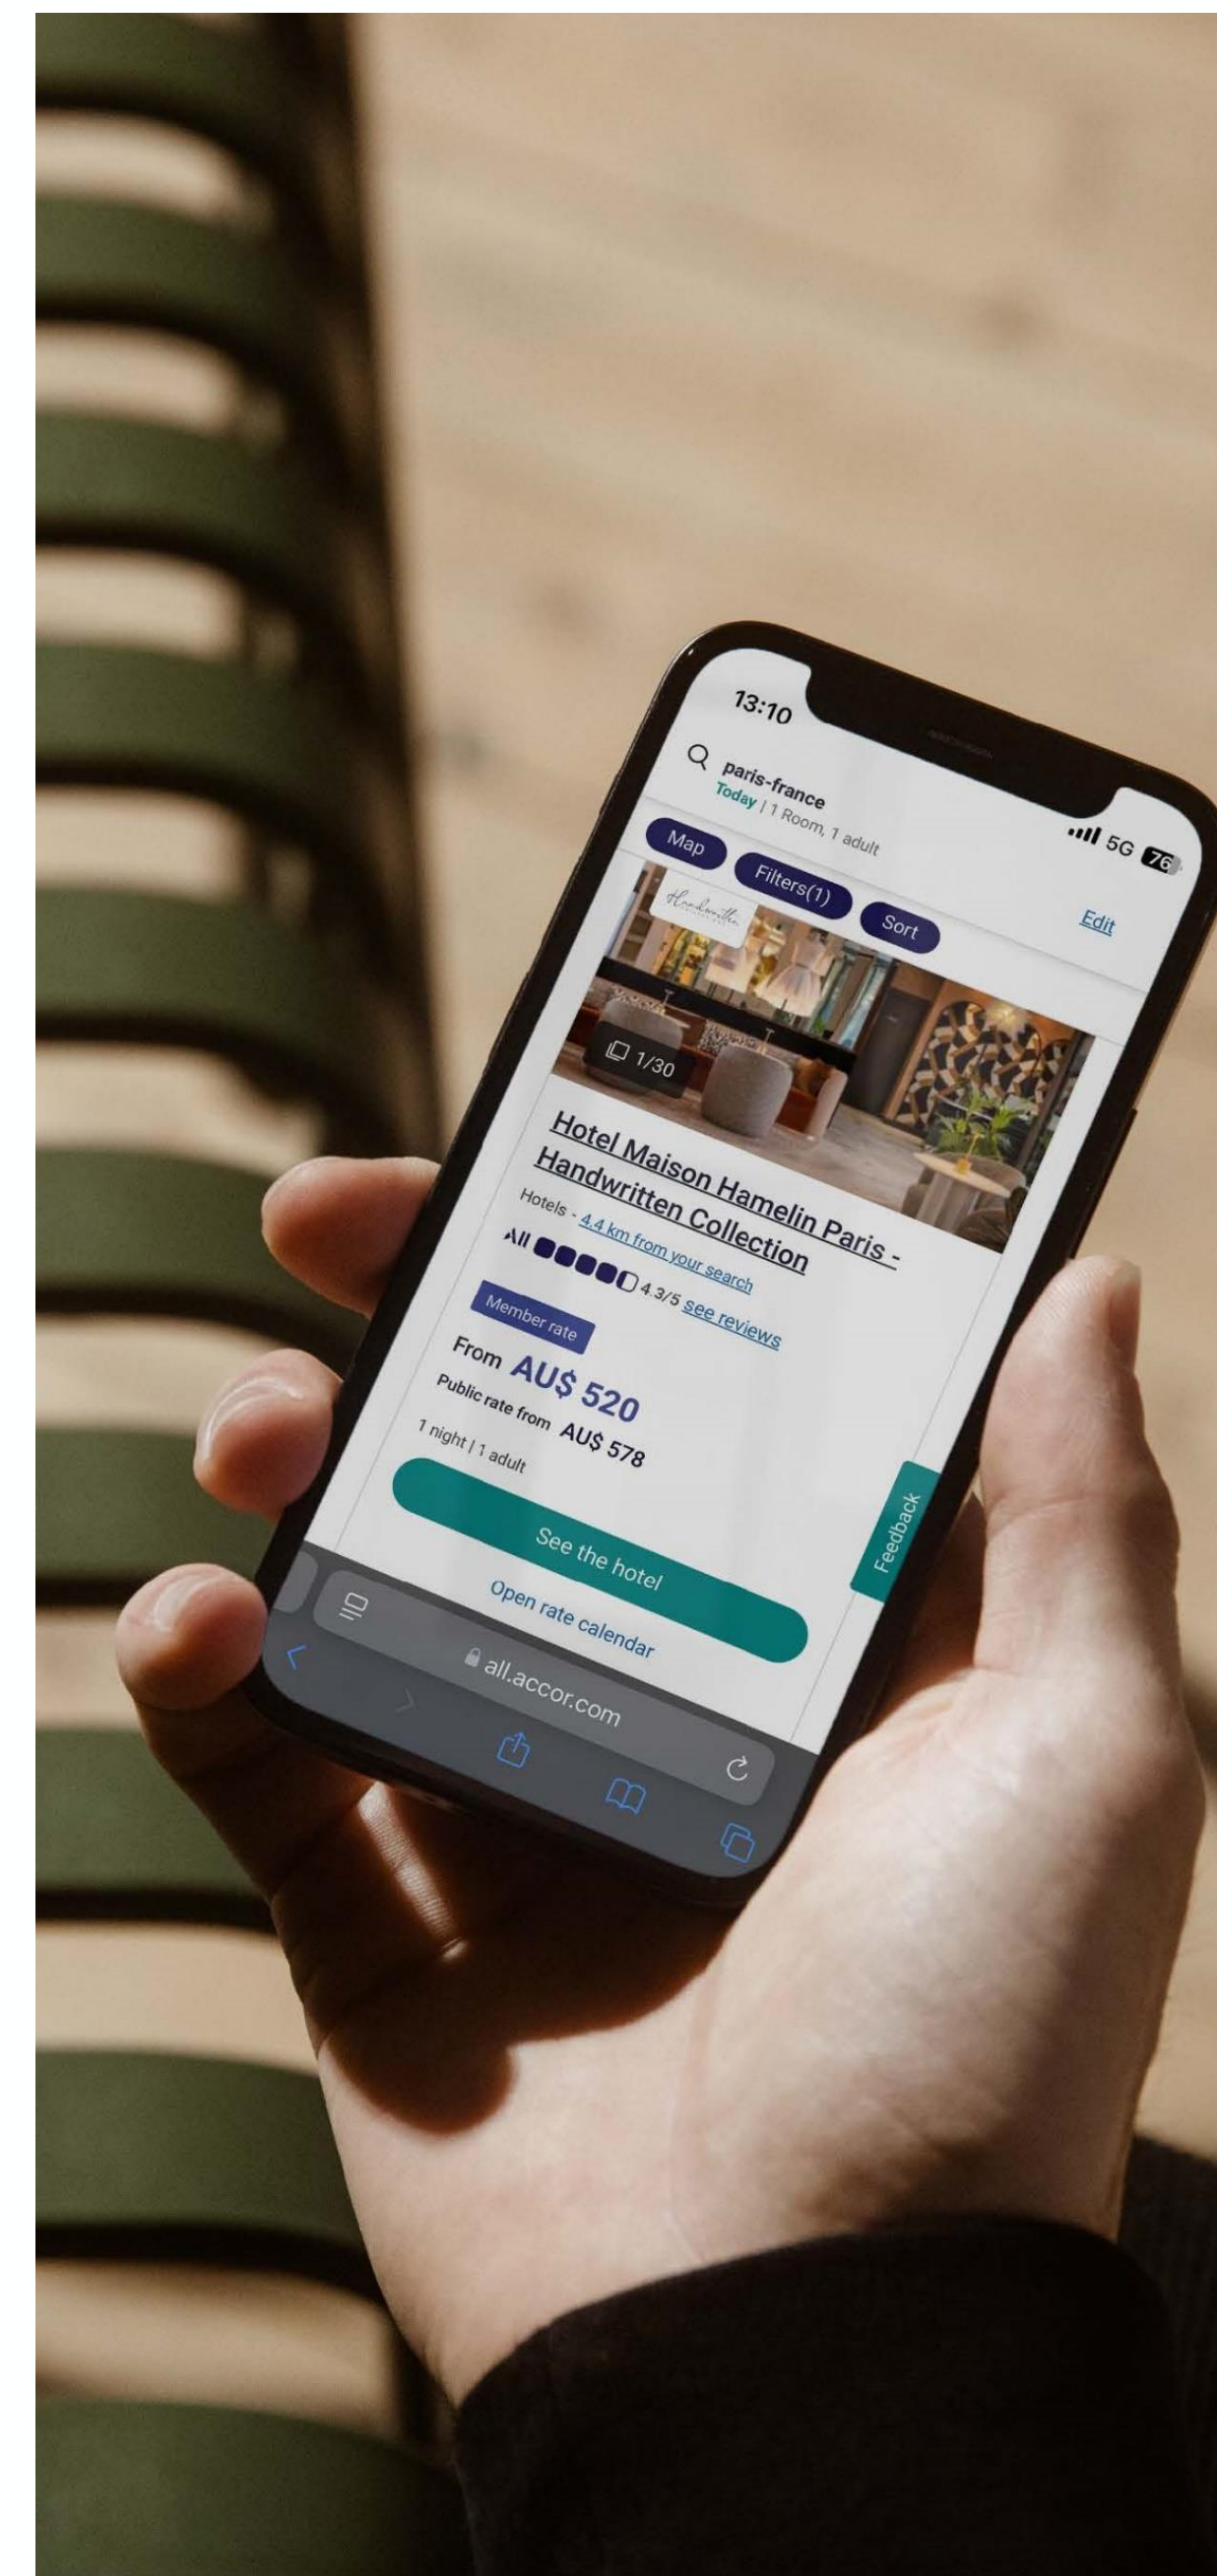 13:10
5G 76
paris-france
Today | 1 Room, 1 adult
Edit
Map
Filters(1)
Sort
Handwritten
1/30
Hotel Maison Hamelin Paris -
Handwritten Collection
Hotels - 4.4 km from your search
All 4.3/5 see reviews
Member rate
From AU$ 520
Public rate from AU$ 578
1 night | 1 adult
See the hotel
Feedback
Open rate calendar
all.accor.com